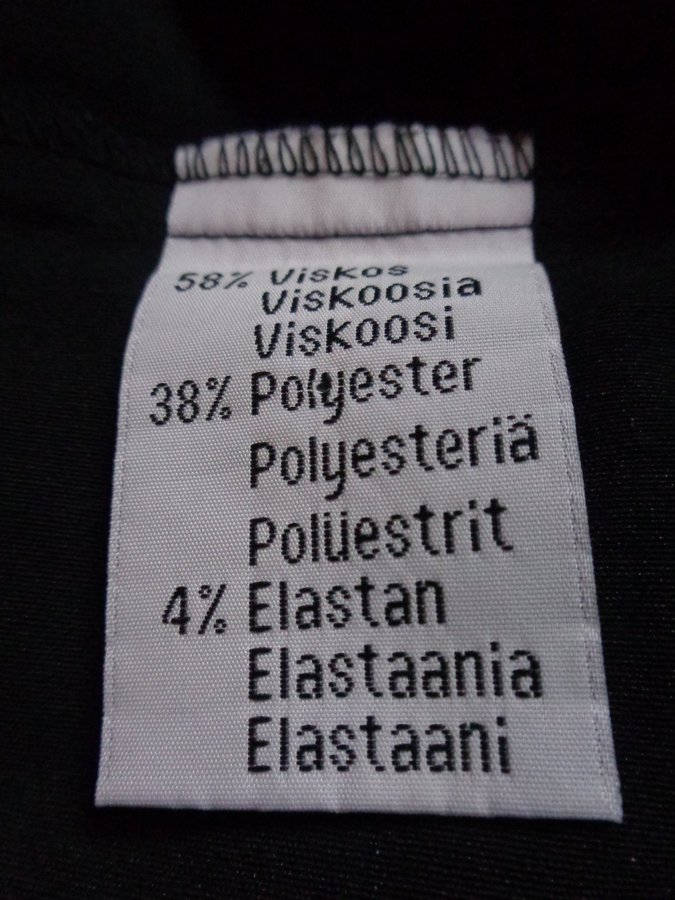 58% Viskos
Viskoosia
Viskoosi
38% Polyester
Polyesteriä
Polüestrit
4% Elastan
Elastaania
Elastaani